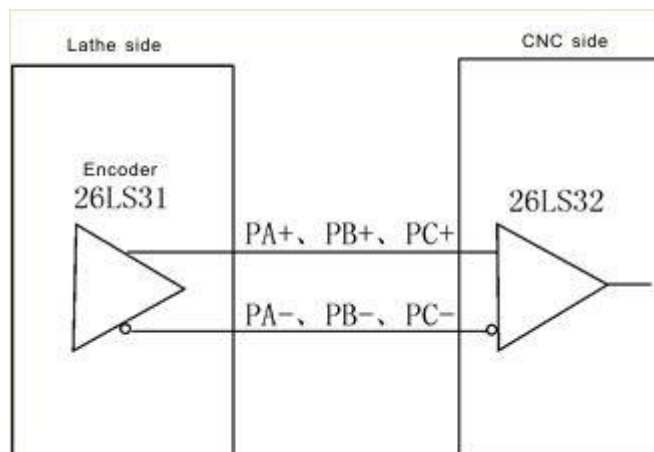 Lathe side
CNC side
Encoder
26LS31
26LS32
PA+、PB+、PC+
PA-、PB-、PC-